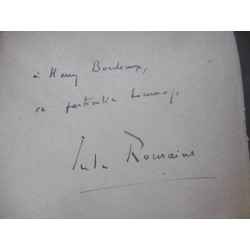 à Henry Bordeaux,
en particulier hommage,
Jules Romains